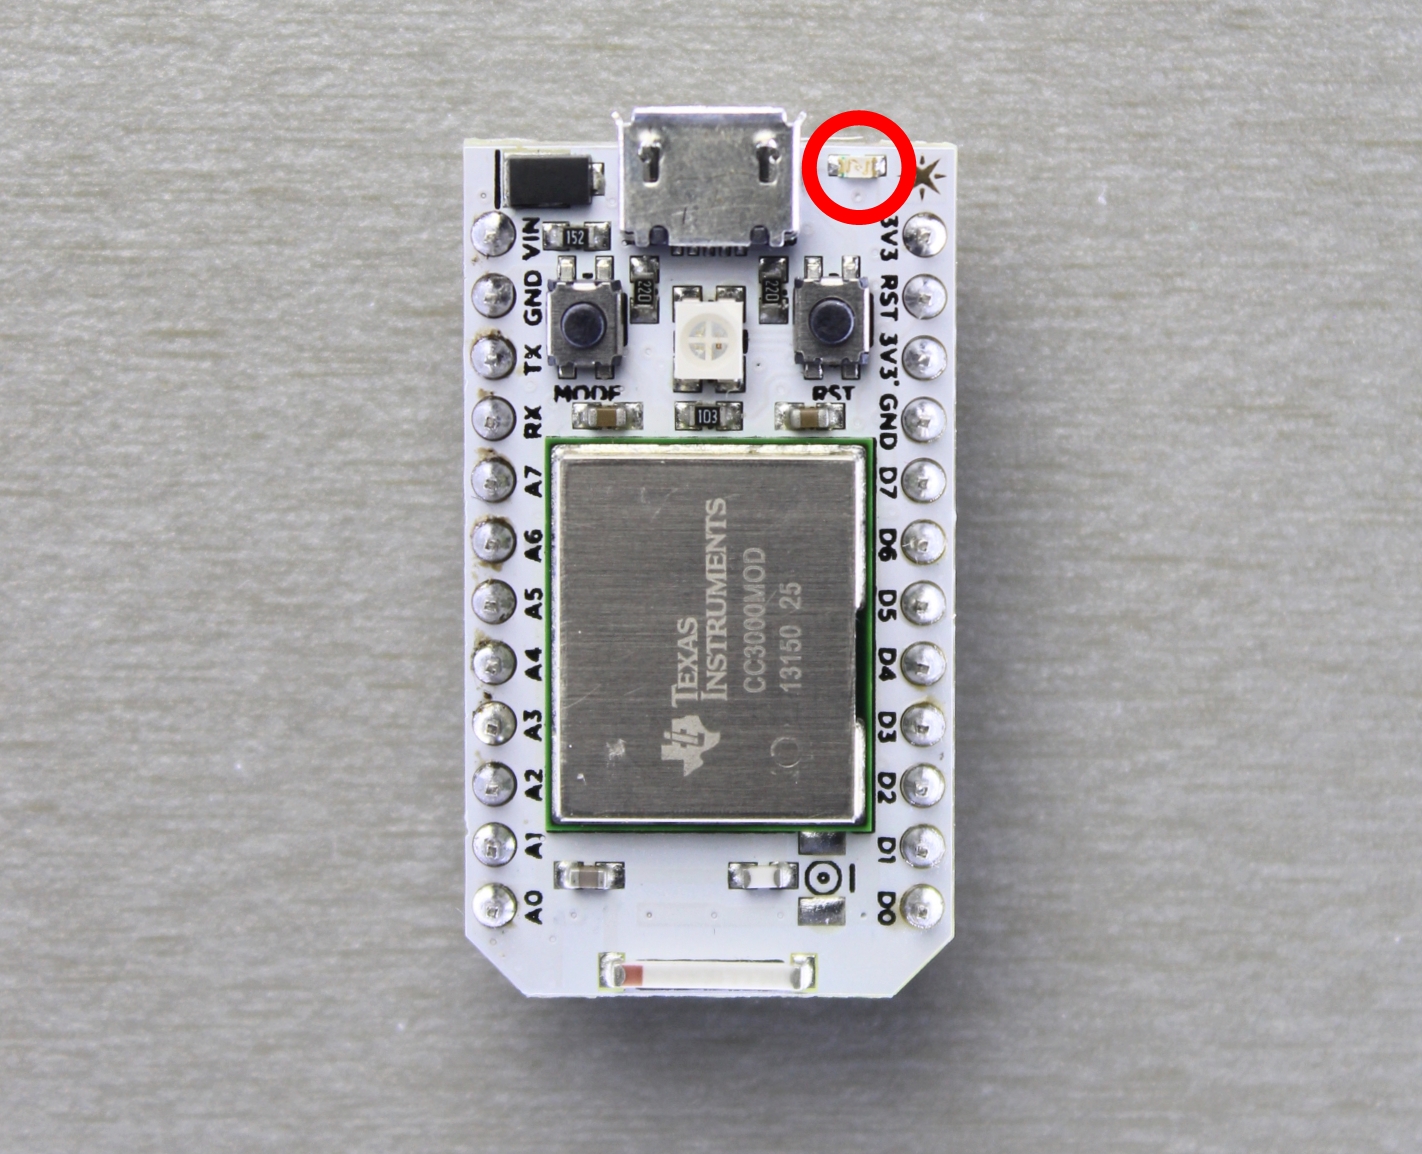 152
220
220
103
VIN
GND
TX
RX
A7
A6
A5
A4
A3
A2
A1
A0
3V3
RST
3V3*
GND
D7
D6
D5
D4
D3
D2
D1
D0
MODE
RST
TEXAS
INSTRUMENTS
CC3000MOD
13150 25